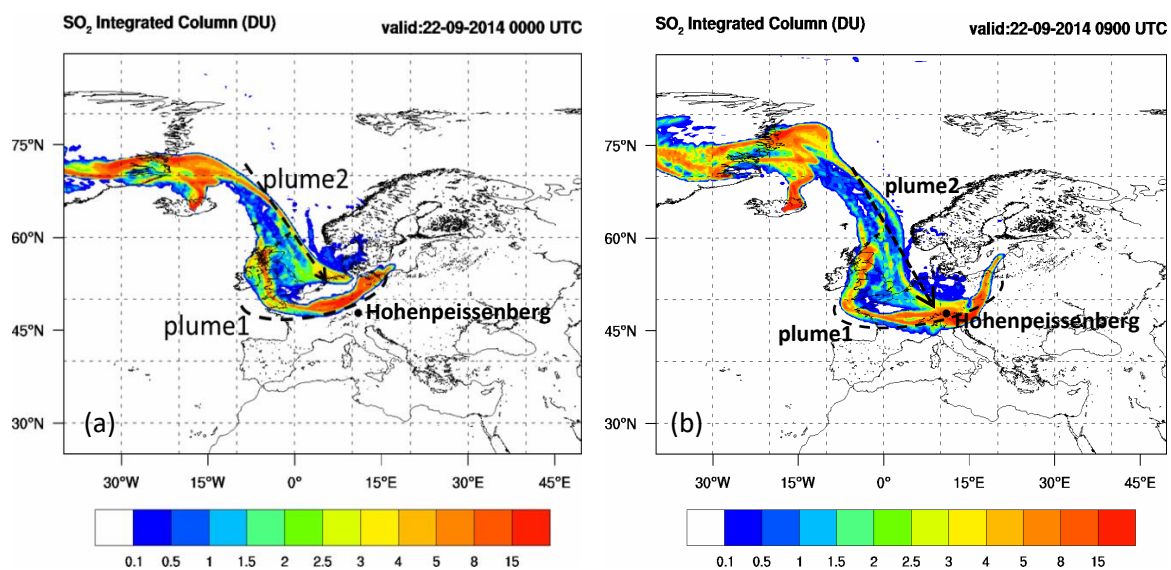 SO2 Integrated Column (DU) valid:22-09-2014 0000 UTC
75°N
60°N
45°N
30°N
plume2
plume1
Hohenpeissenberg
(a)
30°W 15°W 0° 15°E 30°E 45°E
0.1 0.5 1 1.5 2 2.5 3 4 5 8 15
SO2 Integrated Column (DU) valid:22-09-2014 0900 UTC
75°N
60°N
45°N
30°N
plume2
plume1
Hohenpeissenberg
(b)
30°W 15°W 0° 15°E 30°E 45°E
0.1 0.5 1 1.5 2 2.5 3 4 5 8 15